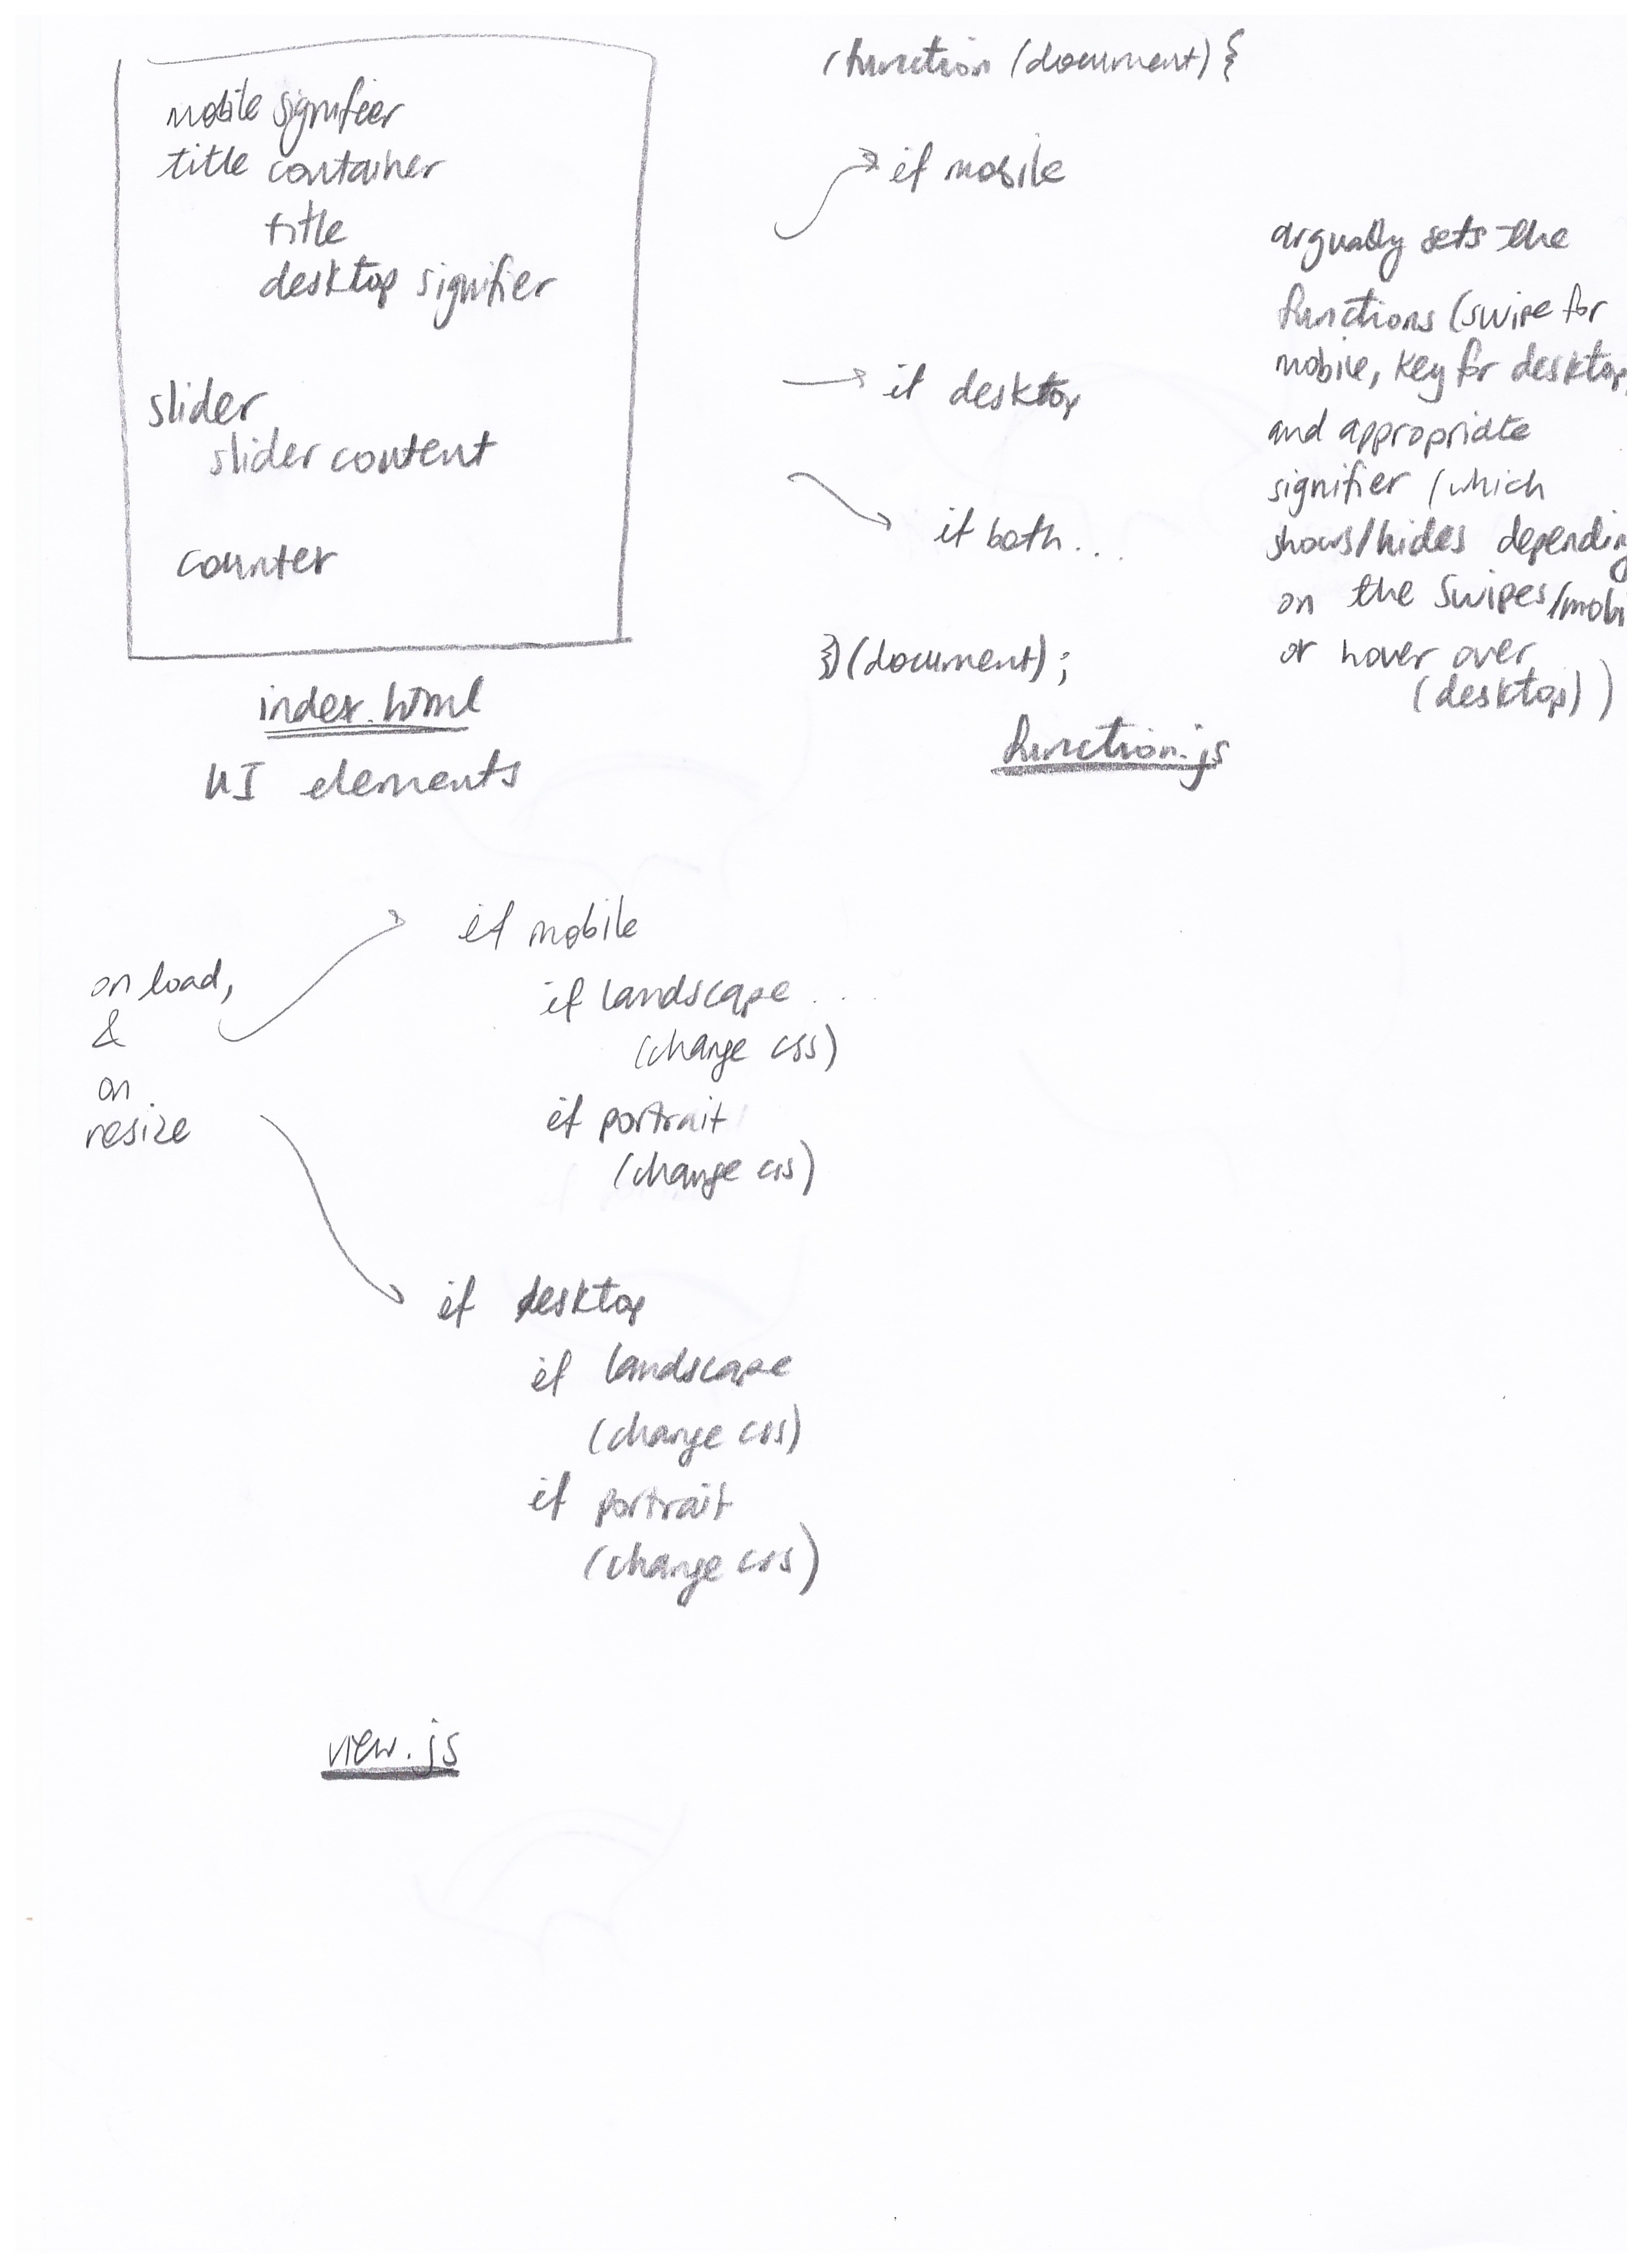 mobile signifier
title container
title
desktop signifier
slider
slider content
counter
index.html
UI elements
(function (document) {
if mobile
if desktop
if both...
})(document);
function.js
arguably sets the
functions (swipe for
mobile, key for desktop,
and appropriate
signifier (which
shows/hides depending
on the swipes/mobi
or hover over
(desktop))
on load,
&
on
resize
if mobile
if landscape ...
(change css)
if portrait
(change css)
if desktop
if landscape
(change css)
if portrait
(change css)
view.js